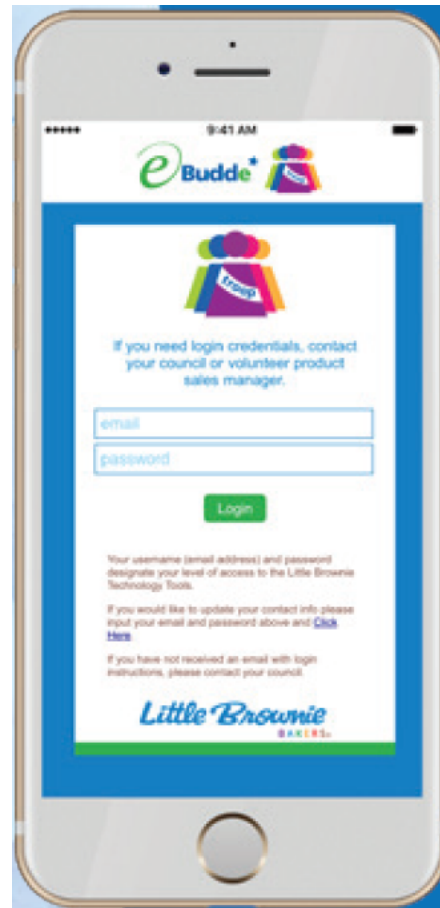 9:41 AM
eBudde
troop
troop
If you need login credentials, contact
your council or volunteer product
sales manager.
email
password
Login
Your username (email address) and password
designate your level of access to the Little Brownie
Technology Tools.
If you would like to update your contact info please
input your email and password above and Click
Here.
If you have not received an email with login
instructions, please contact your council.
Little Brownie
BAKERS